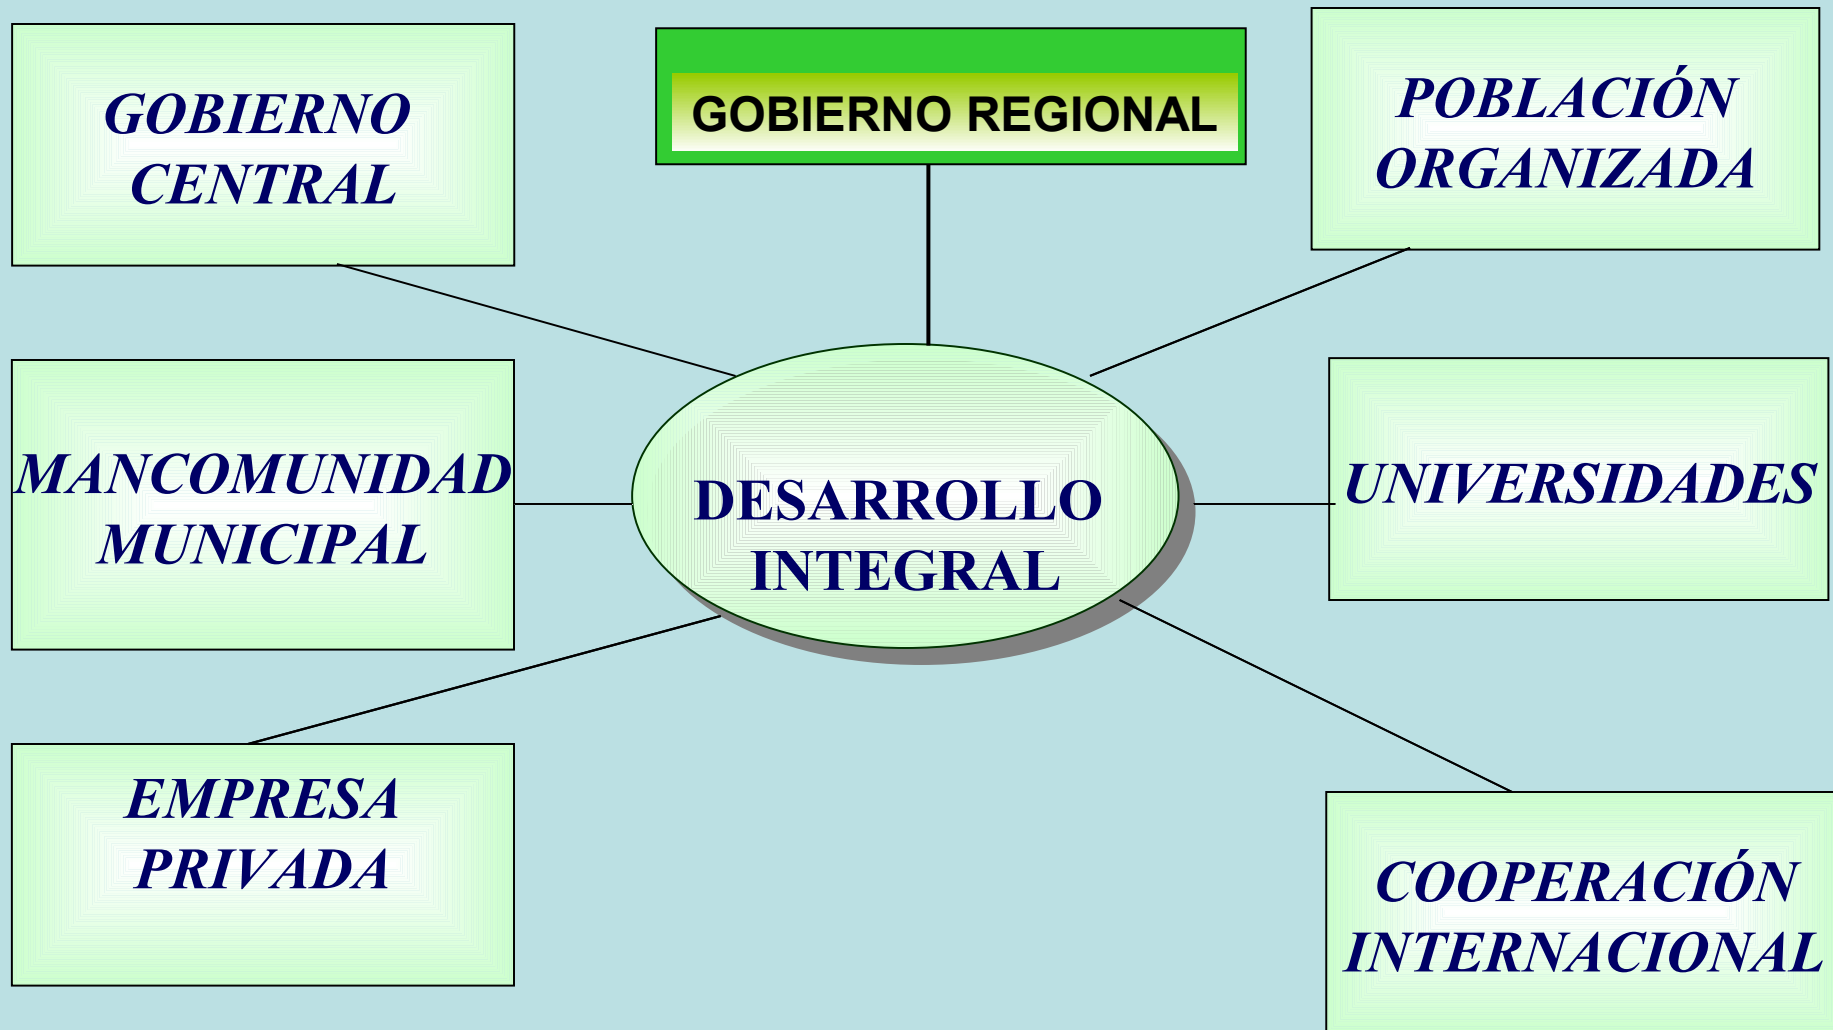 GOBIERNO
CENTRAL
GOBIERNO REGIONAL
POBLACIÓN
ORGANIZADA
MANCOMUNIDAD
MUNICIPAL
DESARROLLO
INTEGRAL
UNIVERSIDADES
EMPRESA
PRIVADA
COOPERACIÓN
INTERNACIONAL